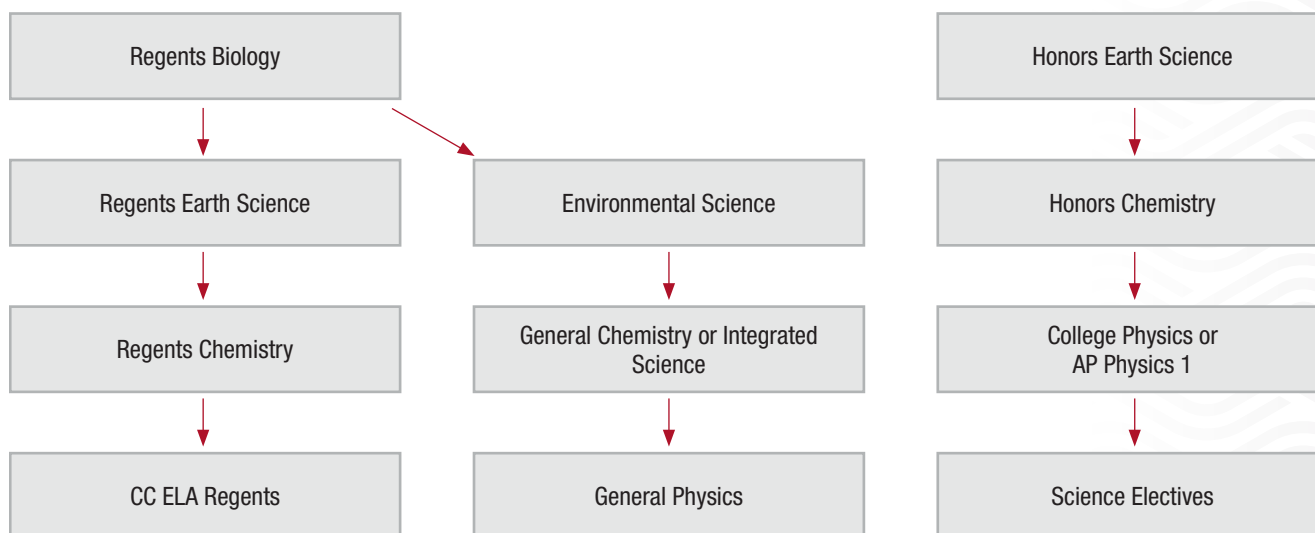 Regents Biology
Honors Earth Science
Regents Earth Science
Environmental Science
Honors Chemistry
Regents Chemistry
General Chemistry or Integrated
Science
College Physics or
AP Physics 1
CC ELA Regents
General Physics
Science Electives